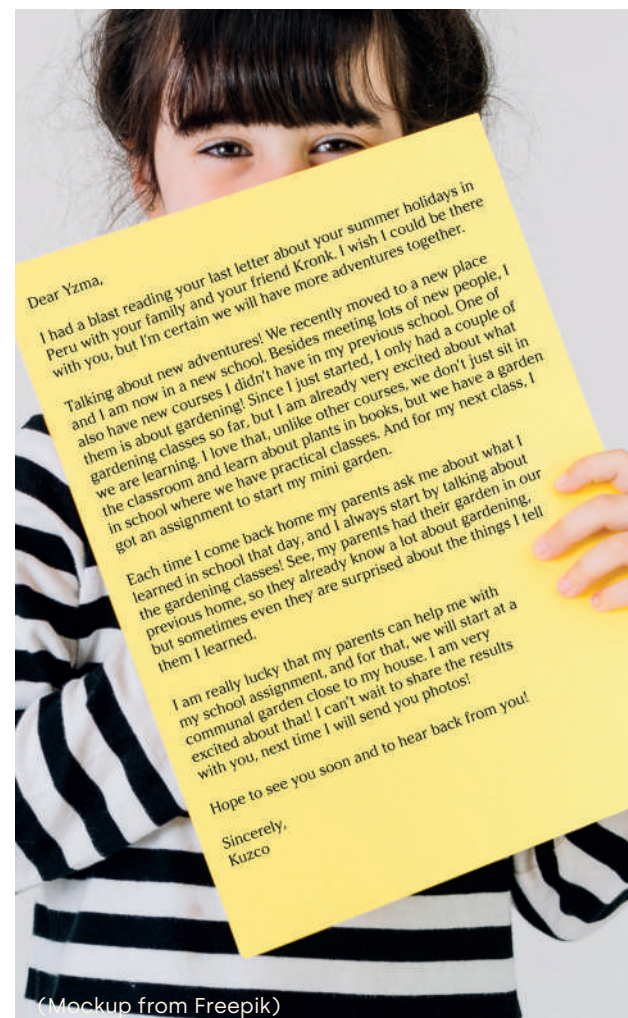 Dear Yzma,
I had a blast reading your last letter about your summer holidays in
Peru with your family and your friend Kronk. I wish I could be there
with you, but I'm certain we will have more adventures together.
Talking about new adventures! We recently moved to a new place
and I am now in a new school. Besides meeting lots of new people, I
also have new courses I didn't have in my previous school. One of
them is about gardening! Since I just started, I only had a couple of
gardening classes so far, but I am already very excited about what
we are learning. I love that, unlike other courses, we don't just sit in
the classroom and learn about plants in books, but we have a garden
in school where we have practical classes. And for my next class, I
got an assignment to start my mini garden.
Each time I come back home my parents ask me about what I
learned in school that day, and I always start by talking about
the gardening classes! See, my parents had their garden in our
previous home, so they already know a lot about gardening,
but sometimes even they are surprised about the things I tell
them I learned.
I am really lucky that my parents can help me with
my school assignment, and for that, we will start at a
communal garden close to my house. I am very
excited about that! I can't wait to share the results
with you, next time I will send you photos!
Hope to see you soon and to hear back from you!
Sincerely,
Kuzco
(Mockup from Freepik)